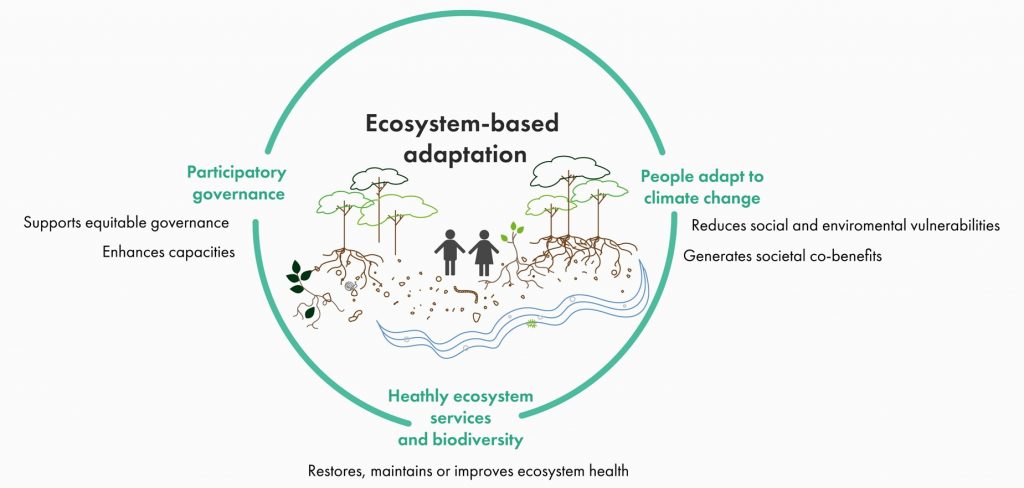 Ecosystem-based
adaptation
Participatory
governance
Supports equitable governance
Enhances capacities
People adapt to
climate change
Reduces social and enviromental vulnerabilities
Generates societal co-benefits
Heathly ecosystem
services
and biodiversity
Restores, maintains or improves ecosystem health